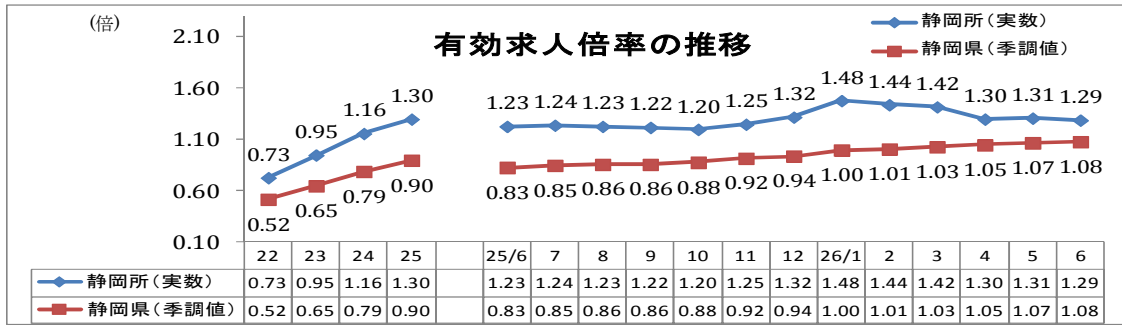 (倍)
有効求人倍率の推移
静岡所(実数)
静岡県(季調値)
2.10
1.60
1.10
0.60
0.10
0.73 0.95 1.16 1.30 1.23 1.24 1.23 1.22 1.20 1.25 1.32 1.48 1.44 1.42 1.30 1.31 1.29
0.52 0.65 0.79 0.90 0.83 0.85 0.86 0.86 0.88 0.92 0.94 1.00 1.01 1.03 1.05 1.07 1.08
22 23 24 25 25/6 7 8 9 10 11 12 26/1 2 3 4 5 6
静岡所(実数) 0.73 0.95 1.16 1.30 1.23 1.24 1.23 1.22 1.20 1.25 1.32 1.48 1.44 1.42 1.30 1.31 1.29
静岡県(季調値) 0.52 0.65 0.79 0.90 0.83 0.85 0.86 0.86 0.88 0.92 0.94 1.00 1.01 1.03 1.05 1.07 1.08